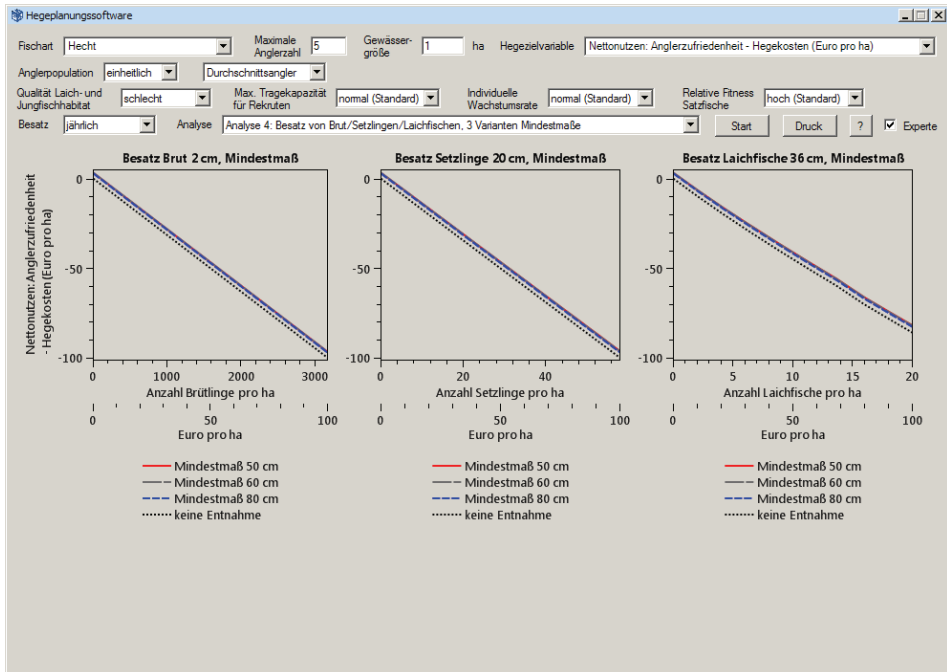 Hegeplanungssoftware
Fischart Hecht Maximale Anglerzahl 5 Gewässer-größe 1 ha Hegezielvariable Nettonutzen: Anglerzufriedenheit - Hegekosten (Euro pro ha)
Anglerpopulation einheitlich Durchschnittsangler
Qualität Laich- und Jungfischhabitat schlecht Max. Tragekapazität für Rekruten normal (Standard) Individuelle Wachstumsrate normal (Standard) Relative Fitness Satzfische hoch (Standard)
Besatz jährlich Analyse Analyse 4: Besatz von Brut/Setzlingen/Laichfischen, 3 Varianten Mindestmaße Start Druck ? Experte
Besatz Brut 2 cm, Mindestmaß
Nettonutzen: Anglerzufriedenheit
- Hegekosten (Euro pro ha)
0
-50
-100
0 1000 2000 3000
Anzahl Brütlinge pro ha
0 50 100
Euro pro ha
Mindestmaß 50 cm
Mindestmaß 60 cm
Mindestmaß 80 cm
keine Entnahme
Besatz Setzlinge 20 cm, Mindestmaß
0
-50
-100
0 20 40
Anzahl Setzlinge pro ha
0 50 100
Euro pro ha
Mindestmaß 50 cm
Mindestmaß 60 cm
Mindestmaß 80 cm
keine Entnahme
Besatz Laichfische 36 cm, Mindestmaß
0
-50
-100
0 5 10 15 20
Anzahl Laichfische pro ha
0 50 100
Euro pro ha
Mindestmaß 50 cm
Mindestmaß 60 cm
Mindestmaß 80 cm
keine Entnahme